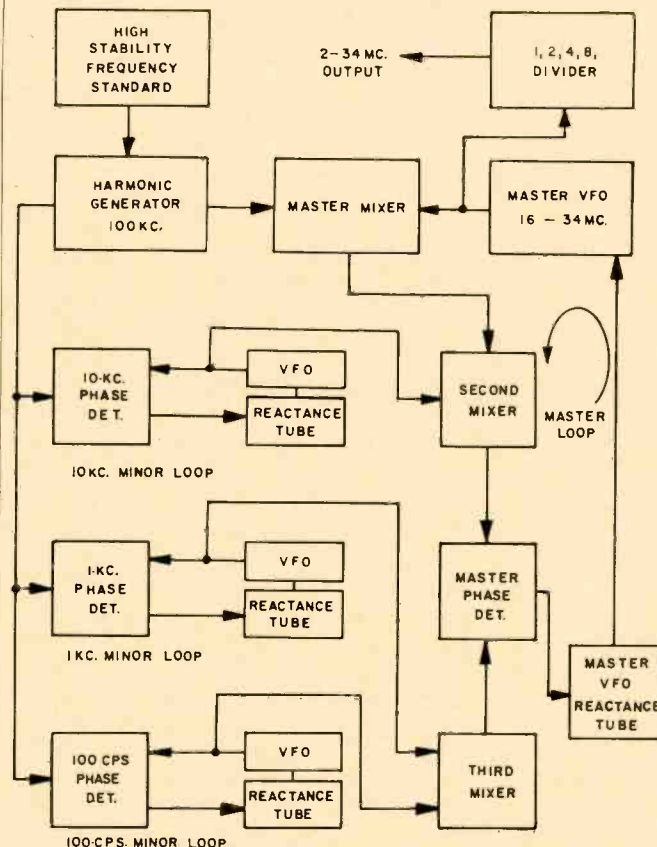 HIGH
STABILITY
FREQUENCY
STANDARD
2-34 MC.
OUTPUT
1, 2, 4, 8,
DIVIDER
HARMONIC
GENERATOR
100KC.
MASTER MIXER
MASTER VFO
16 - 34MC.
10-KC.
PHASE
DET.
VFO
REACTANCE
TUBE
SECOND
MIXER
MASTER
LOOP
10KC. MINOR LOOP
1-KC.
PHASE
DET.
VFO
REACTANCE
TUBE
MASTER
PHASE
DET.
1KC. MINOR LOOP
MASTER
VFO
REACTANCE
TUBE
100 CPS
PHASE
DET.
VFO
REACTANCE
TUBE
THIRD
MIXER
100-CPS. MINOR LOOP